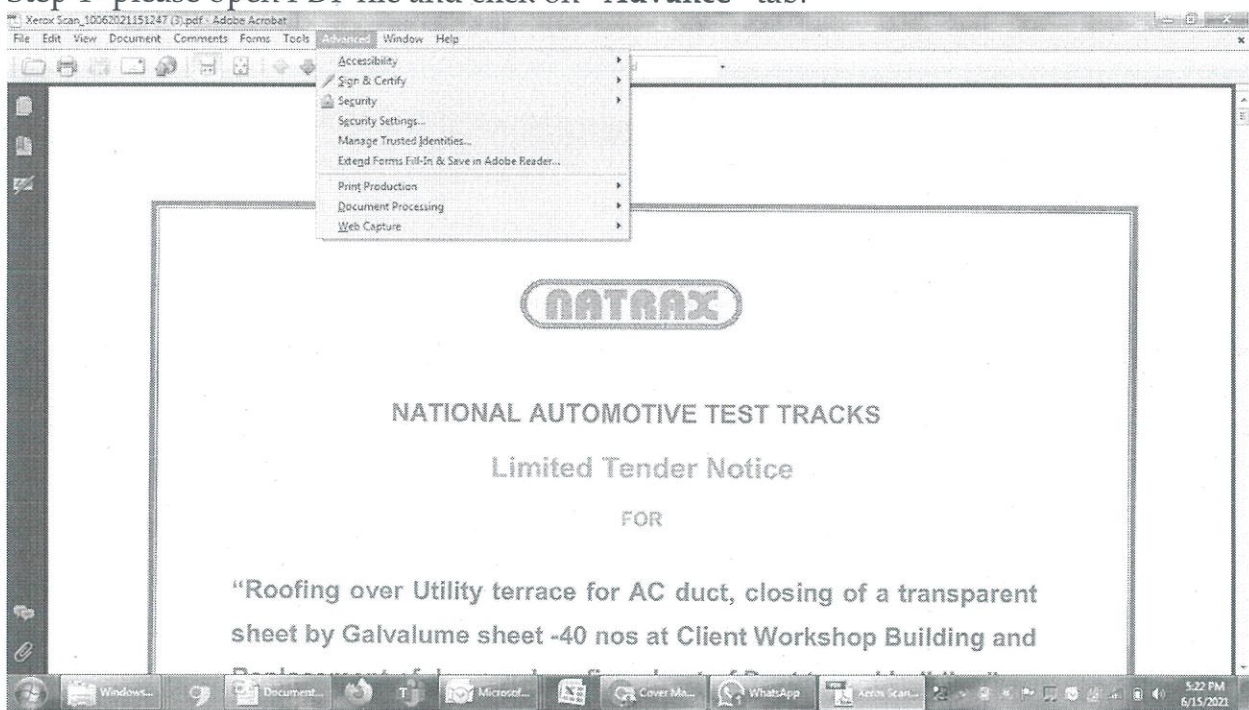 Step 1- please open PDF file and click on "Advance" tab.
Xerox Scan_10062021151247 (3).pdf - Adobe Acrobat
File Edit View Document Comments Forms Tools Advanced Window Help
Accessibility
Sign & Certify
Security
Security Settings...
Manage Trusted Identities...
Extend Forms Fill-In & Save in Adobe Reader...
Print Production
Document Processing
Web Capture
NATRAX
NATIONAL AUTOMOTIVE TEST TRACKS
Limited Tender Notice
FOR
“Roofing over Utility terrace for AC duct, closing of a transparent
sheet by Galvalume sheet -40 nos at Client Workshop Building and
Windows... Document... Microsof... Cover Ma... WhatsApp Xerox Scan... 5:22 PM
6/15/2021